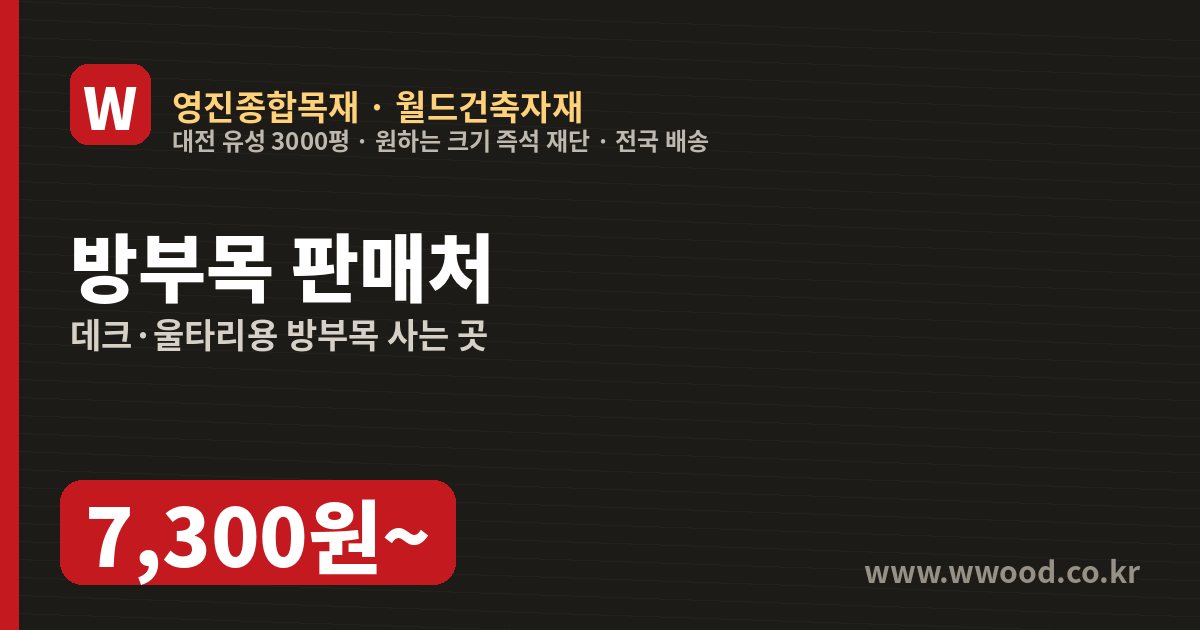 W
영진종합목재 · 월드건축자재
대전 유성 3000평 · 원하는 크기 즉석 재단 · 전국 배송
방부목 판매처
데크·울타리용 방부목 사는 곳
7,300원~
www.wwood.co.kr